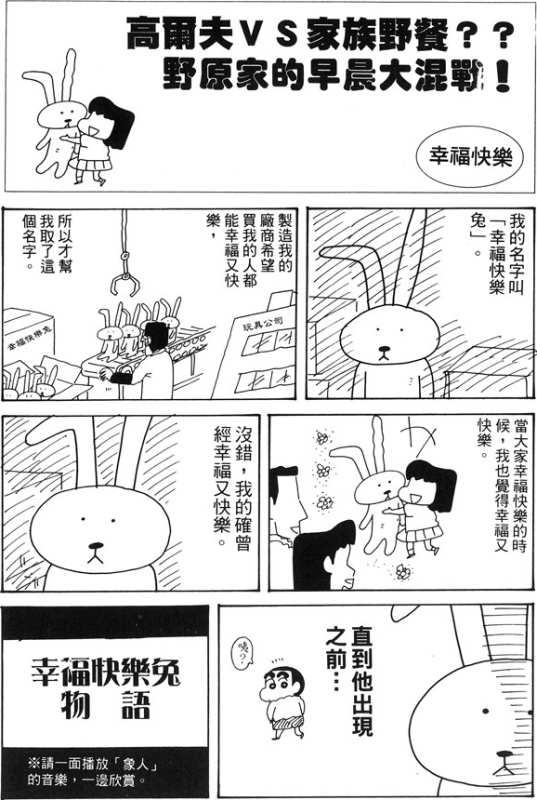 高爾夫VS家族野餐？？
野原家的早晨大混戰！
幸福快樂
我的名字叫
「幸福快樂
兔」。
製造我的
廠商希望
買我的人都
能幸福又快
樂，
所以才幫
我取了這
個名字。
玩具公司
幸福快樂兔
當大家幸福快樂的時
候，我也覺得幸福又
快樂。
沒錯，我的確曾
經幸福又快樂。
直到他出現
之前…
咦？
幸福快樂兔
物語
※請一面播放「象人」
的音樂，一邊欣賞。